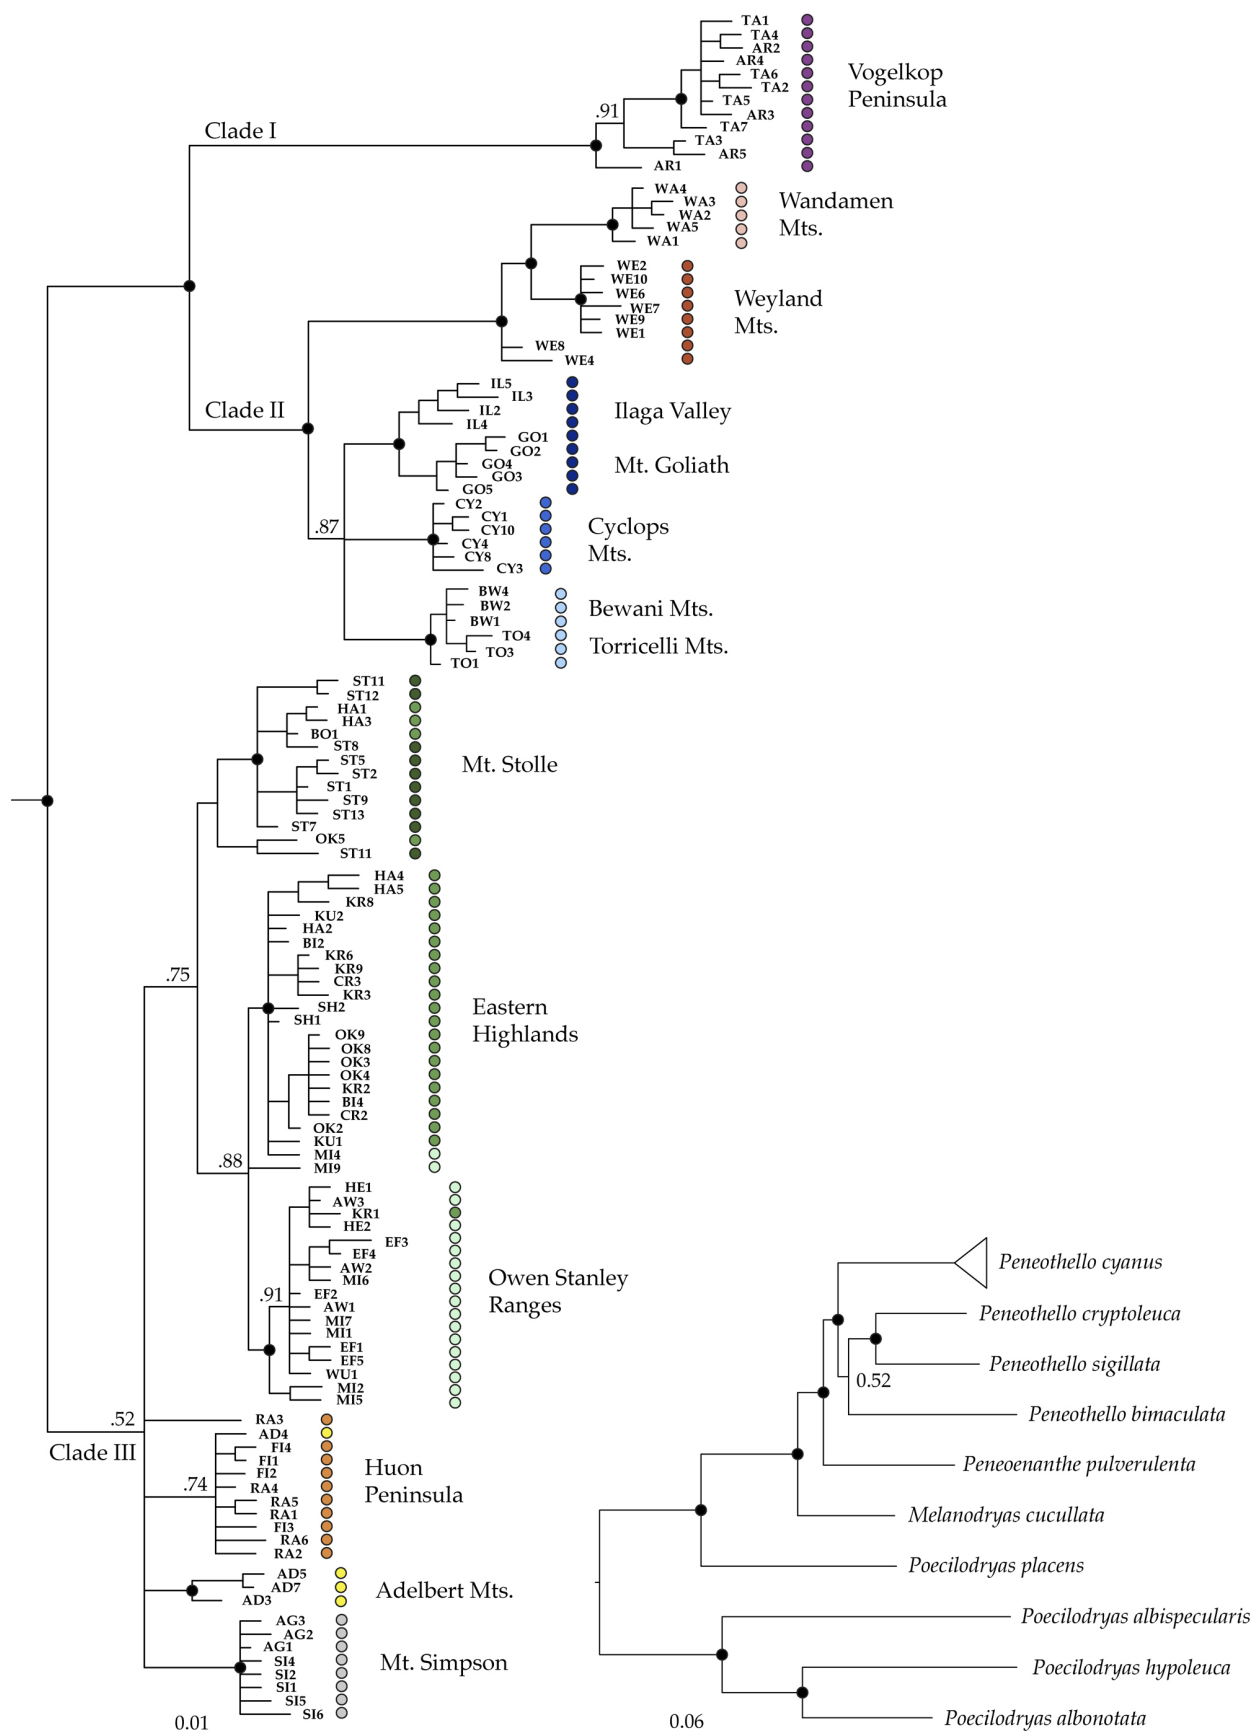 TA1
TA4
AR2
AR4
TA6
TA2
TA5
AR3
TA7
TA3
AR5
AR1
.91
Vogelkop
Peninsula
Clade I
WA4
WA3
WA2
WA5
WA1
Wandamen
Mts.
WE2
WE10
WE6
WE7
WE9
WE1
WE8
WE4
Weyland
Mts.
Clade II
IL5
IL3
IL2
IL4
Ilaga Valley
GO1
GO2
GO4
GO3
GO5
Mt. Goliath
.87
CY2
CY1
CY10
CY4
CY8
CY3
Cyclops
Mts.
BW4
BW2
BW1
Bewani Mts.
TO4
TO3
TO1
Torricelli Mts.
ST11
ST12
HA1
HA3
BO1
ST8
ST5
ST2
ST1
ST9
ST13
ST7
OK5
ST11
Mt. Stolle
.75
HA4
HA5
KR8
KU2
HA2
BI2
KR6
KR9
CR3
KR3
SH2
SH1
OK9
OK8
OK3
OK4
KR2
BI4
CR2
OK2
KU1
MI4
MI9
Eastern
Highlands
.88
HE1
AW3
KR1
HE2
EF3
EF4
AW2
MI6
EF2
AW1
MI7
MI1
EF1
EF5
WU1
MI2
MI5
.91
Owen Stanley
Ranges
.52
Clade III
RA3
AD4
FI4
FI1
FI2
RA4
RA5
RA1
FI3
RA6
RA2
.74
Huon
Peninsula
AD5
AD7
AD3
Adelbert Mts.
AG3
AG2
AG1
SI4
SI2
SI1
SI5
SI6
Mt. Simpson
0.01
Peneothello cyanus
Peneothello cryptoleuca
Peneothello sigillata
0.52
Peneothello bimaculata
Peneoenanthe pulverulenta
Melanodryas cucullata
Poecilodryas placens
Poecilodryas albispecularis
Poecilodryas hypoleuca
Poecilodryas albonotata
0.06